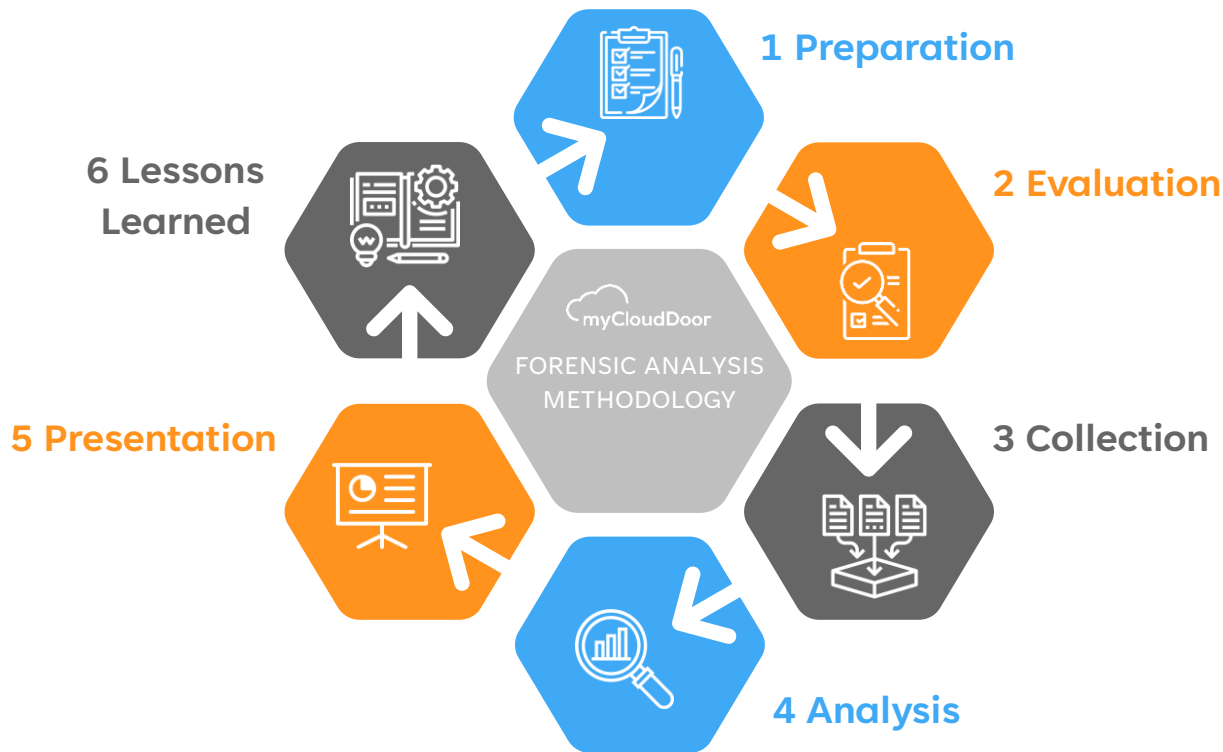 1 Preparation
2 Evaluation
3 Collection
4 Analysis
5 Presentation
6 Lessons
Learned
myCloudDoor
FORENSIC ANALYSIS
METHODOLOGY